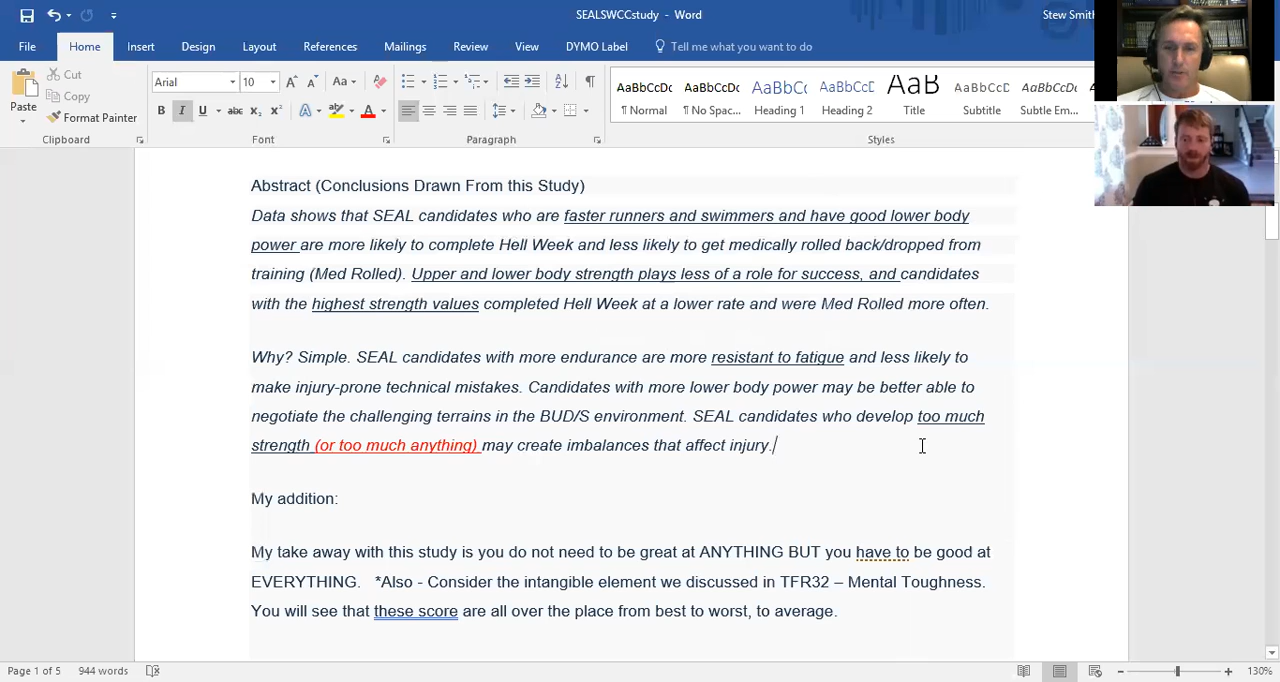 SEALSWCCstudy - Word
Stew Smith
File Home Insert Design Layout References Mailings Review View DYMO Label Tell me what you want to do
Paste
Cut
Copy
Format Painter
Clipboard
Arial 10
Font
Paragraph
AaBbCcDc AaBbCcDc AaBbCc AaBbCcD AaB AaBbCcD AaBbCcDc
¶ Normal ¶ No Spac... Heading 1 Heading 2 Title Subtitle Subtle Em...
Styles
Abstract (Conclusions Drawn From this Study)
Data shows that SEAL candidates who are faster runners and swimmers and have good lower body
power are more likely to complete Hell Week and less likely to get medically rolled back/dropped from
training (Med Rolled). Upper and lower body strength plays less of a role for success, and candidates
with the highest strength values completed Hell Week at a lower rate and were Med Rolled more often.
Why? Simple. SEAL candidates with more endurance are more resistant to fatigue and less likely to
make injury-prone technical mistakes. Candidates with more lower body power may be better able to
negotiate the challenging terrains in the BUD/S environment. SEAL candidates who develop too much
strength (or too much anything) may create imbalances that affect injury.
My addition:
My take away with this study is you do not need to be great at ANYTHING BUT you have to be good at
EVERYTHING. *Also - Consider the intangible element we discussed in TFR32 – Mental Toughness.
You will see that these score are all over the place from best to worst, to average.
Page 1 of 5 944 words
130%